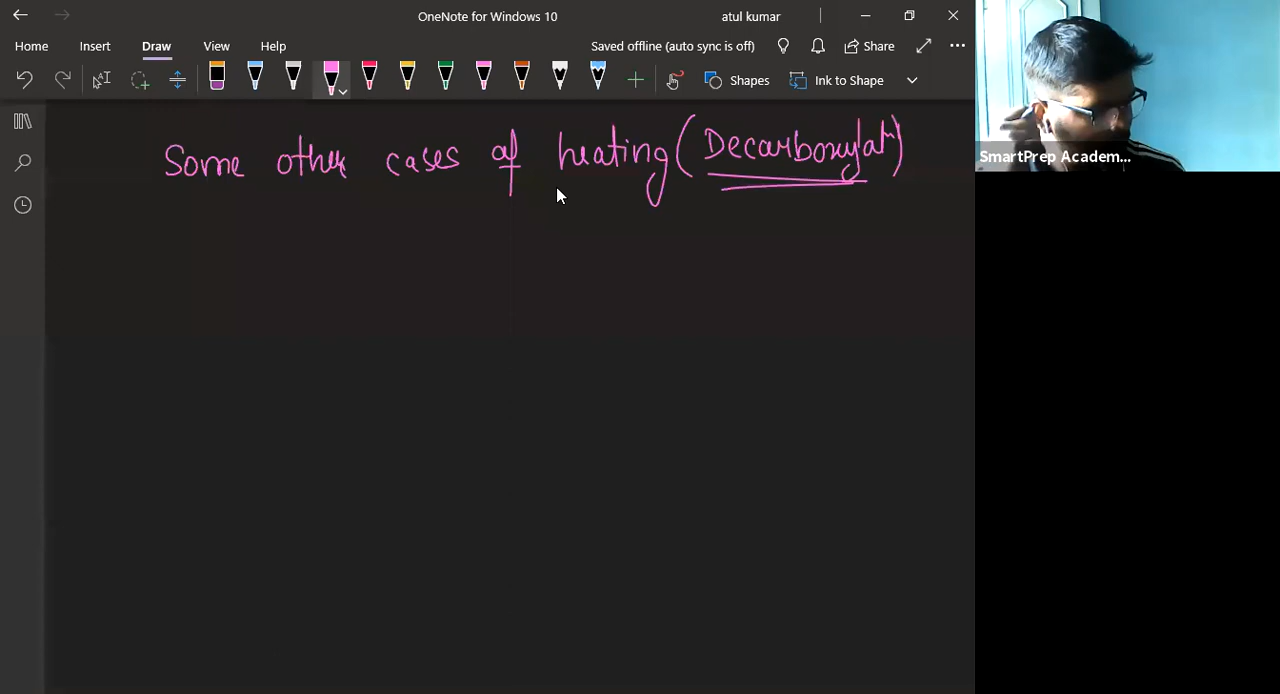 OneNote for Windows 10
atul kumar
Home Insert Draw View Help
Saved offline (auto sync is off)
Share
Shapes
Ink to Shape
Some other cases of heating (Decarboxylatⁿ)
SmartPrep Academ...